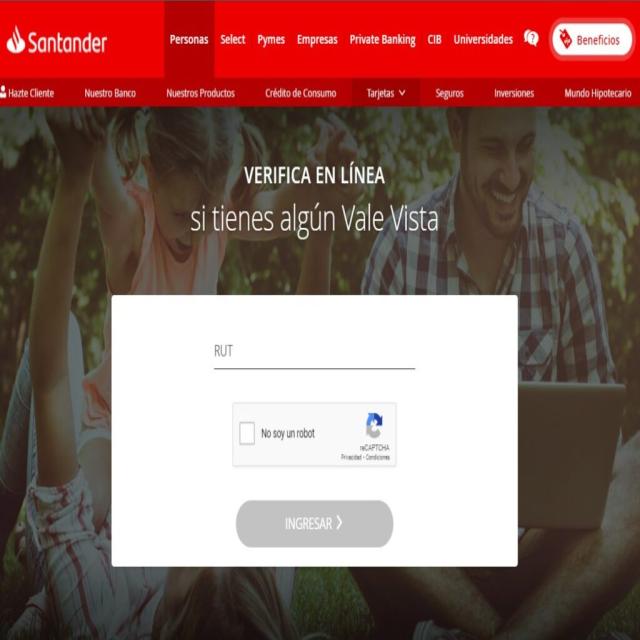 Santander
Personas Select Pymes Empresas Private Banking CIB Universidades ? Beneficios
Hazte Cliente Nuestro Banco Nuestros Productos Crédito de Consumo Tarjetas Seguros Inversiones Mundo Hipotecario
VERIFICA EN LÍNEA
si tienes algún Vale Vista
RUT
No soy un robot
reCAPTCHA
Privacidad - Condiciones
INGRESAR